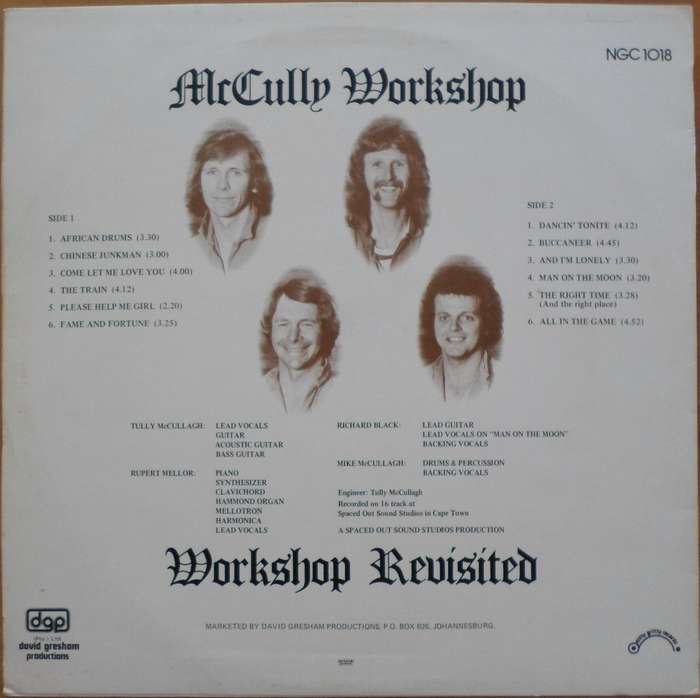 NGC 1018
McCully Workshop
SIDE 1
1. AFRICAN DRUMS (3.30)
2. CHINESE JUNKMAN (3.00)
3. COME LET ME LOVE YOU (4.00)
4. THE TRAIN (4.12)
5. PLEASE HELP ME GIRL (2.20)
6. FAME AND FORTUNE (3.25)
SIDE 2
1. DANCIN' TONITE (4.12)
2. BUCCANEER (4.45)
3. AND I'M LONELY (3.30)
4. MAN ON THE MOON (3.20)
5. THE RIGHT TIME (3.28)
(And the right place)
6. ALL IN THE GAME (4.52)
TULLY McCULLAGH: LEAD VOCALS
GUITAR
ACOUSTIC GUITAR
BASS GUITAR
RUPERT MELLOR: PIANO
SYNTHESIZER
CLAVICHORD
HAMMOND ORGAN
MELLOTRON
HARMONICA
LEAD VOCALS
RICHARD BLACK: LEAD GUITAR
LEAD VOCALS ON "MAN ON THE MOON"
BACKING VOCALS
MIKE McCULLAGH: DRUMS & PERCUSSION
BACKING VOCALS
Engineer: Tully McCullagh
Recorded on 16 track at
Spaced Out Sound Studios in Cape Town
A SPACED OUT SOUND STUDIOS PRODUCTION
Workshop Revisited
MARKETED BY DAVID GRESHAM PRODUCTIONS, P.O. BOX 626, JOHANNESBURG.
dgp
(Pty) Ltd
david gresham
productions